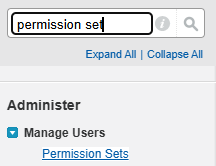 permission set
Expand All | Collapse All
Administer
Manage Users
Permission Sets